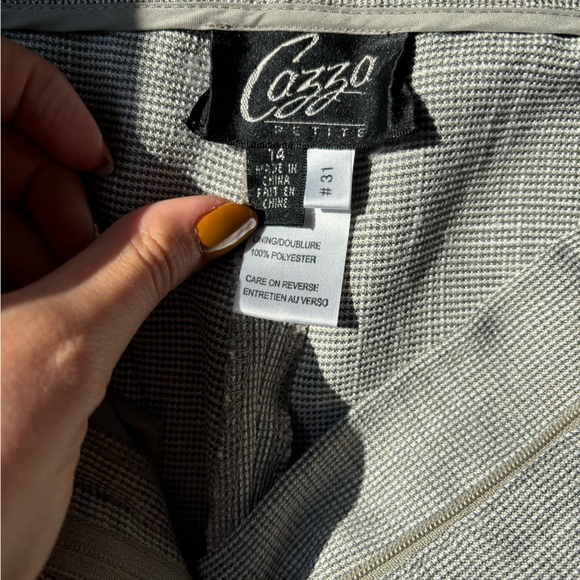 Cazza
PETITE
14
MADE IN
CHINA
FAIT EN
CHINE
#31
LINING/DOUBLURE
100% POLYESTER
CARE ON REVERSE
ENTRETIEN AU VERSO